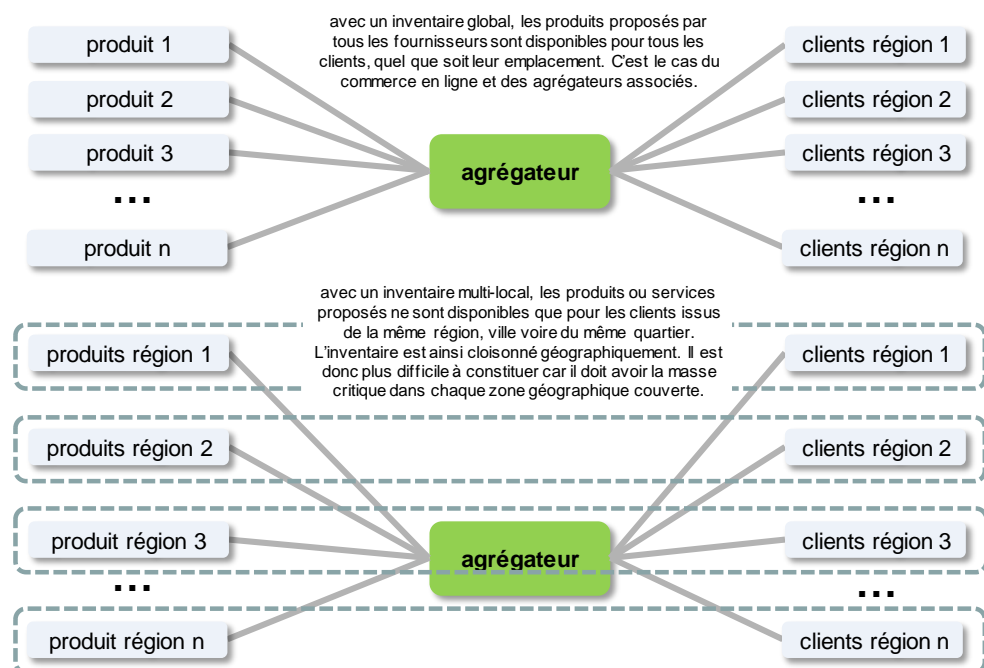 avec un inventaire global, les produits proposés par
tous les fournisseurs sont disponibles pour tous les
clients, quel que soit leur emplacement. C'est le cas du
commerce en ligne et des agrégateurs associés.
produit 1
produit 2
produit 3
...
produit n
agrégateur
clients région 1
clients région 2
clients région 3
...
clients région n
avec un inventaire multi-local, les produits ou services
proposés ne sont disponibles que pour les clients issus
de la même région, ville voire du même quartier.
L'inventaire est ainsi cloisonné géographiquement. Il est
donc plus difficile à constituer car il doit avoir la masse
critique dans chaque zone géographique couverte.
produits région 1
produits région 2
produit région 3
...
produit région n
agrégateur
clients région 1
clients région 2
clients région 3
...
clients région n